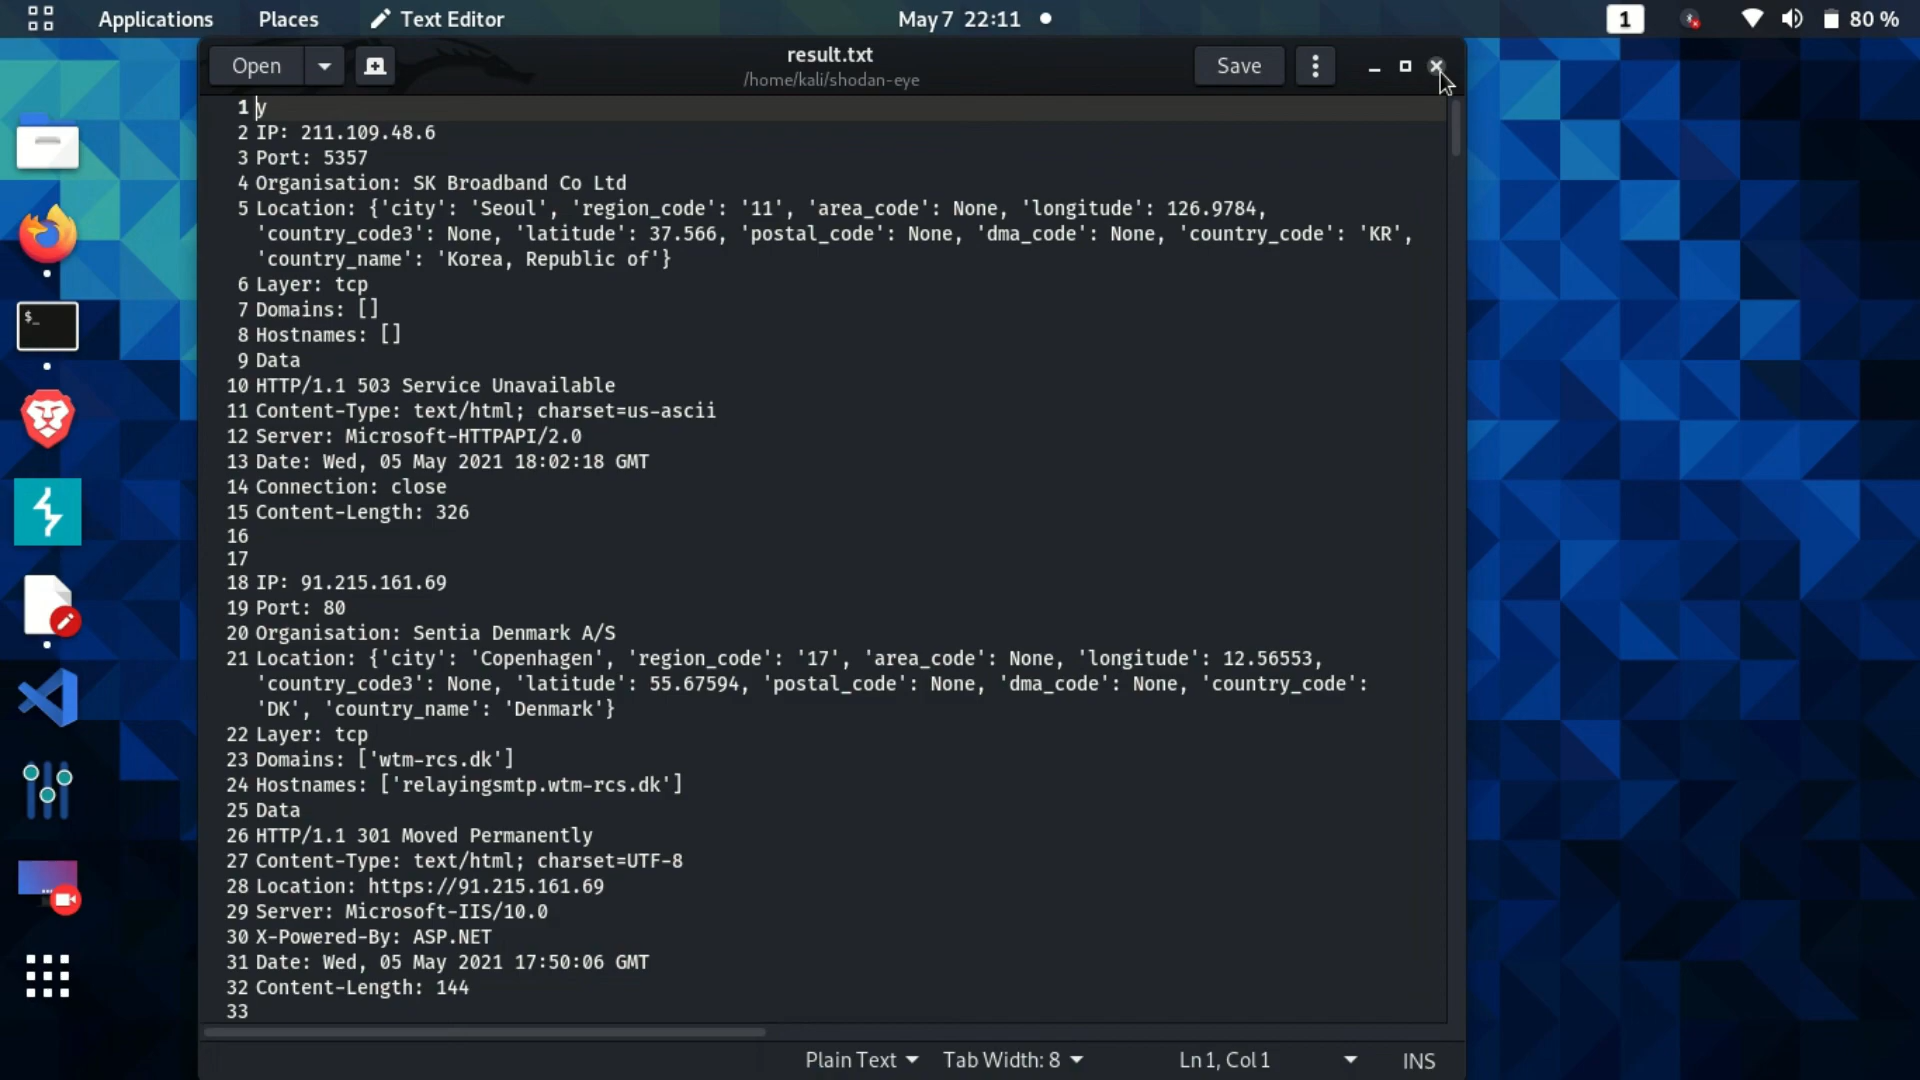 Applications Places Text Editor May 7 22:11 1 80 %
Open result.txt Save
/home/kali/shodan-eye
1 y
2 IP: 211.109.48.6
3 Port: 5357
4 Organisation: SK Broadband Co Ltd
5 Location: {'city': 'Seoul', 'region_code': '11', 'area_code': None, 'longitude': 126.9784,
'country_code3': None, 'latitude': 37.566, 'postal_code': None, 'dma_code': None, 'country_code': 'KR',
'country_name': 'Korea, Republic of'}
6 Layer: tcp
7 Domains: []
8 Hostnames: []
9 Data
10 HTTP/1.1 503 Service Unavailable
11 Content-Type: text/html; charset=us-ascii
12 Server: Microsoft-HTTPAPI/2.0
13 Date: Wed, 05 May 2021 18:02:18 GMT
14 Connection: close
15 Content-Length: 326
16
17
18 IP: 91.215.161.69
19 Port: 80
20 Organisation: Sentia Denmark A/S
21 Location: {'city': 'Copenhagen', 'region_code': '17', 'area_code': None, 'longitude': 12.56553,
'country_code3': None, 'latitude': 55.67594, 'postal_code': None, 'dma_code': None, 'country_code':
'DK', 'country_name': 'Denmark'}
22 Layer: tcp
23 Domains: ['wtm-rcs.dk']
24 Hostnames: ['relayingsmtp.wtm-rcs.dk']
25 Data
26 HTTP/1.1 301 Moved Permanently
27 Content-Type: text/html; charset=UTF-8
28 Location: https://91.215.161.69
29 Server: Microsoft-IIS/10.0
30 X-Powered-By: ASP.NET
31 Date: Wed, 05 May 2021 17:50:06 GMT
32 Content-Length: 144
33
Plain Text Tab Width: 8 Ln 1, Col 1 INS
$_